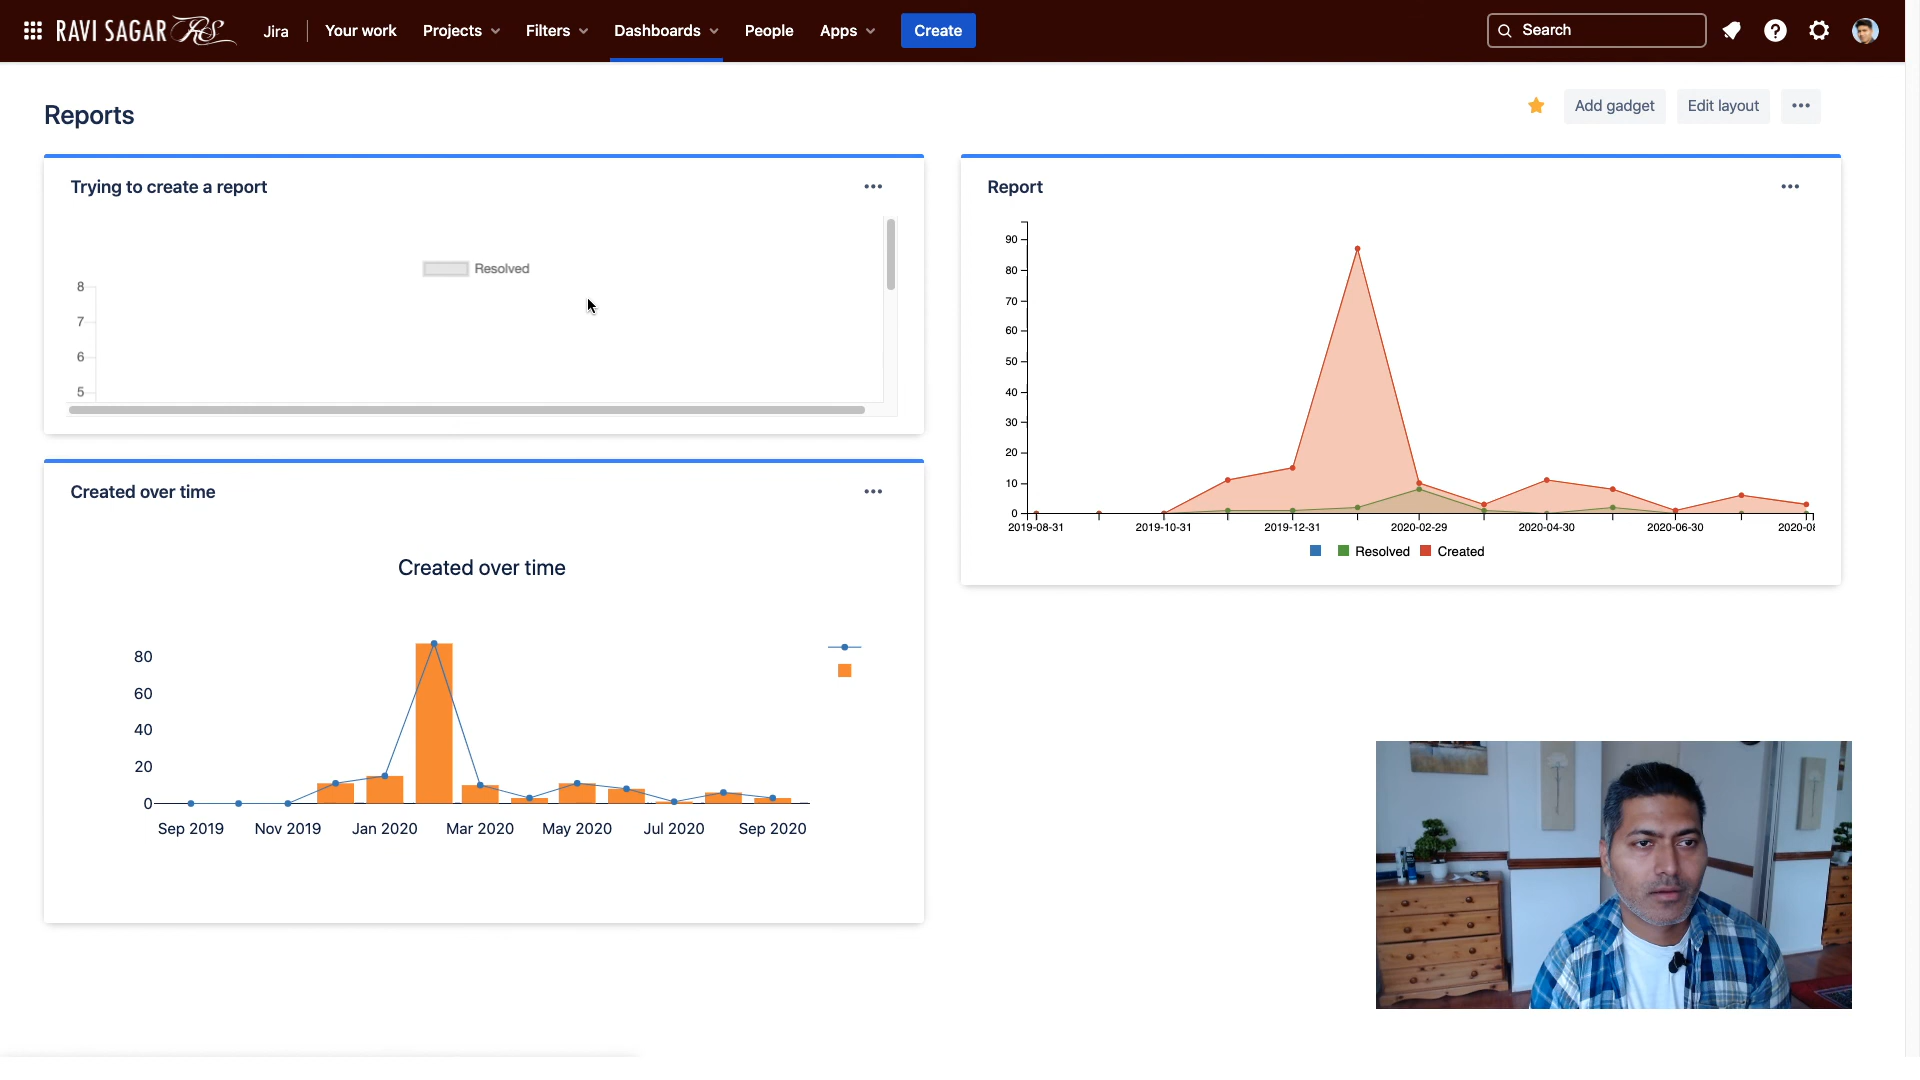 RAVI SAGAR RS Jira Your work Projects Filters Dashboards People Apps Create Search
Reports
Add gadget Edit layout
Trying to create a report
Resolved
8
7
6
5
Report
90
80
70
60
50
40
30
20
10
0
2019-08-31 2019-10-31 2019-12-31 2020-02-29 2020-04-30 2020-06-30 2020-08
Resolved Created
Created over time
Created over time
80
60
40
20
0
Sep 2019 Nov 2019 Jan 2020 Mar 2020 May 2020 Jul 2020 Sep 2020